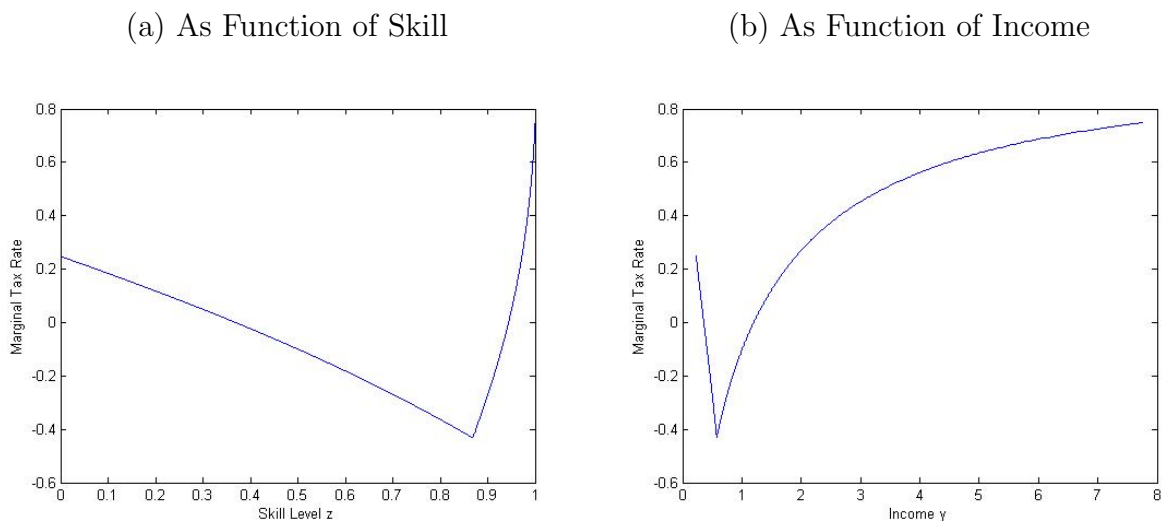 (a) As Function of Skill
(b) As Function of Income
0.8
0.6
0.4
0.2
0
-0.2
-0.4
-0.6
Marginal Tax Rate
0 0.1 0.2 0.3 0.4 0.5 0.6 0.7 0.8 0.9 1
Skill Level z
0.8
0.6
0.4
0.2
0
-0.2
-0.4
-0.6
Marginal Tax Rate
0 1 2 3 4 5 6 7 8
Income y